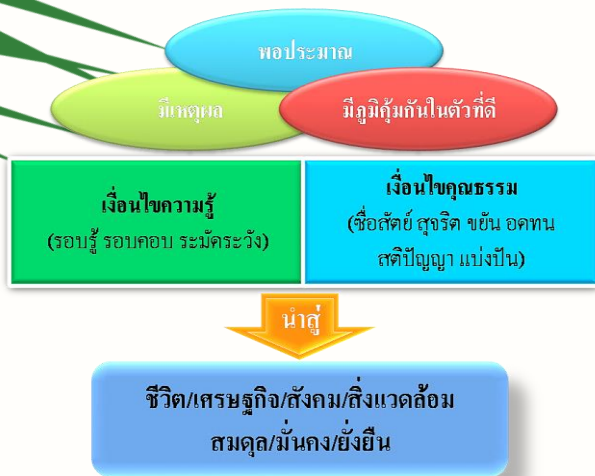 พอประมาณ
มีเหตุผล
มีภูมิคุ้มกันในตัวที่ดี
เงื่อนไขความรู้
(รอบรู้ รอบคอบ ระมัดระวัง)
เงื่อนไขคุณธรรม
(ซื่อสัตย์ สุจริต ขยัน อดทน
สติปัญญา แบ่งปัน)
นำสู่
ชีวิต/เศรษฐกิจ/สังคม/สิ่งแวดล้อม
สมดุล/มั่นคง/ยั่งยืน